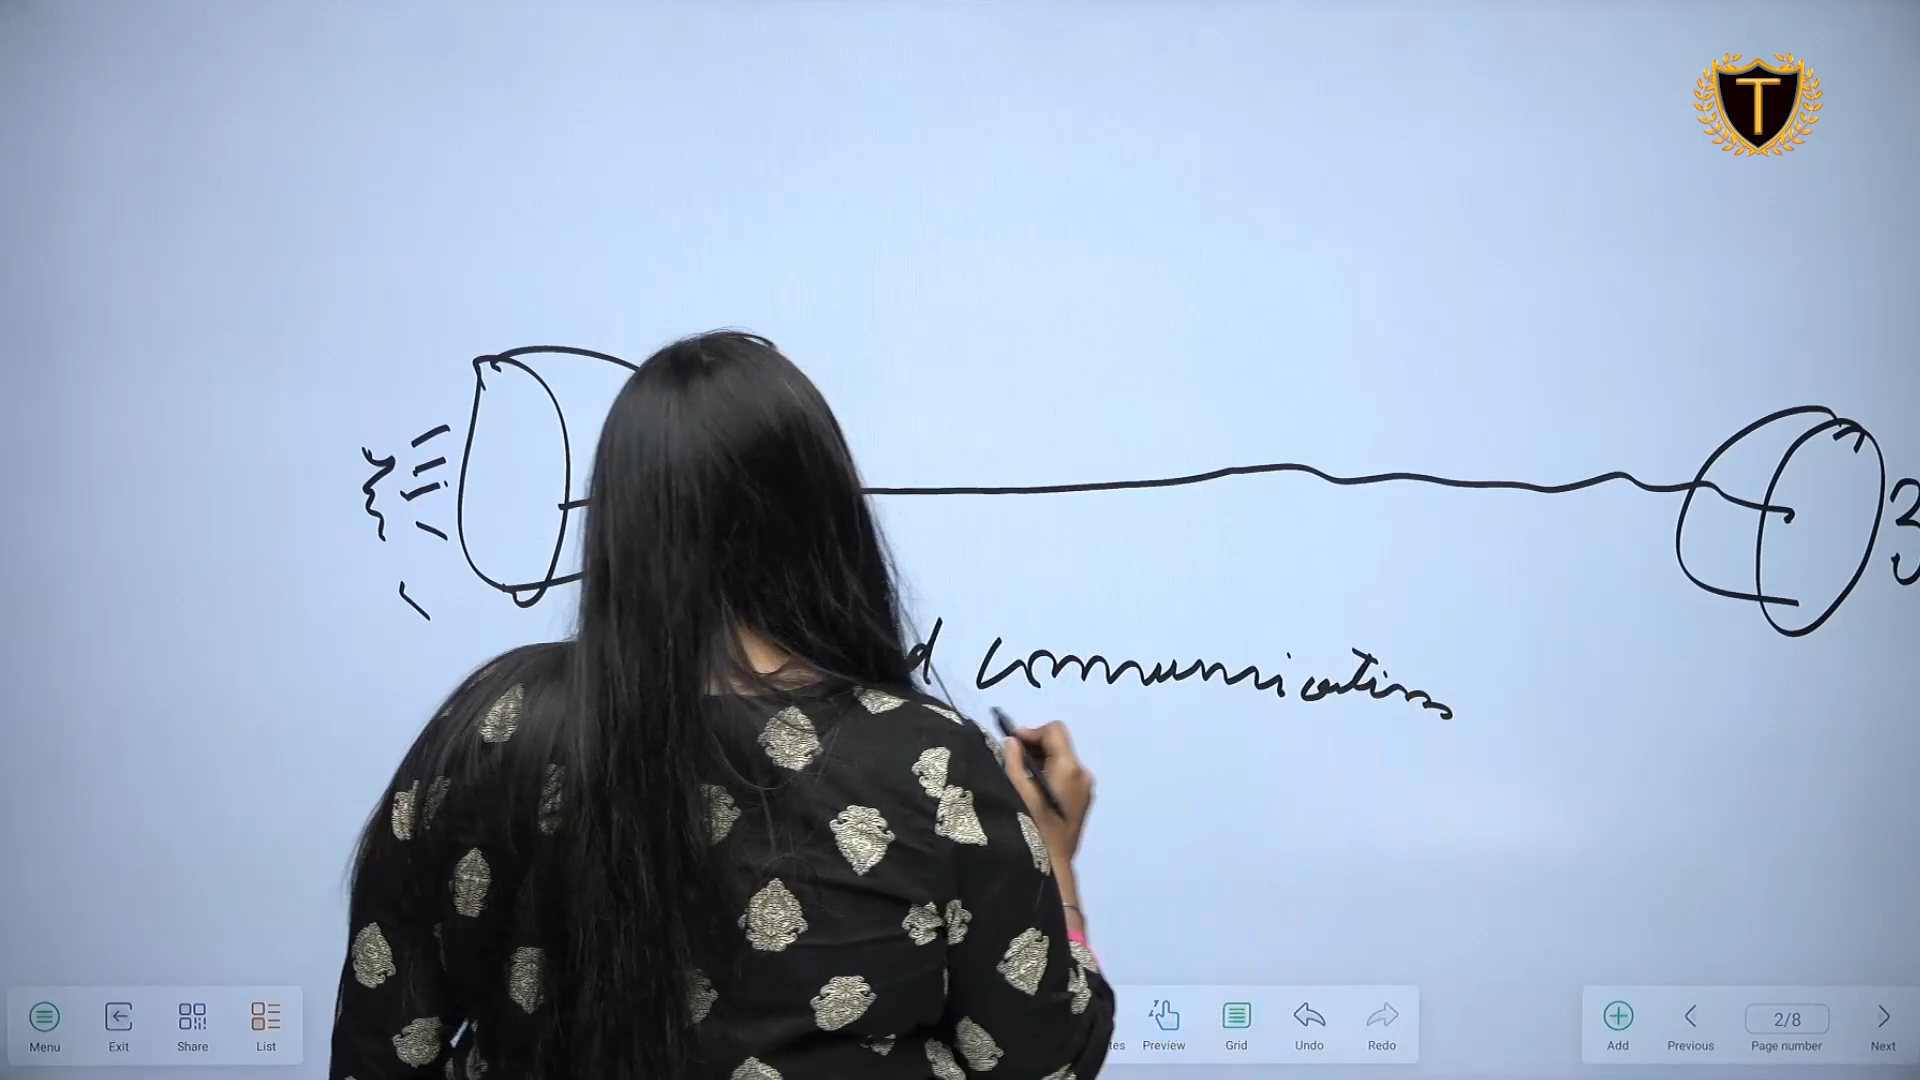 T
communication
Menu Exit Share List Preview Grid Undo Redo Add Previous 2/8 Page number Next